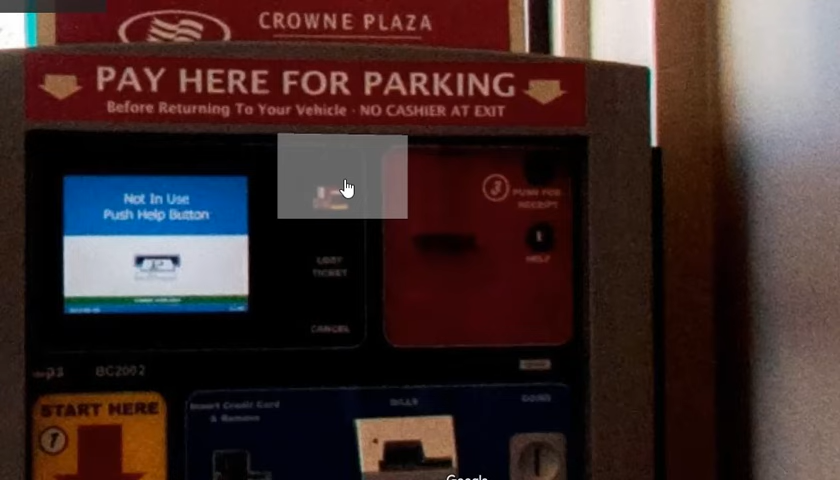 CROWNE PLAZA
PAY HERE FOR PARKING
Before Returning To Your Vehicle · NO CASHIER AT EXIT
Not In Use
Push Help Button
3 PUSH FOR
RECEIPT
HELP
LOST
TICKET
CANCEL
BC2002
START HERE
1
Insert Credit Card
& Remove
BILLS
COINS
Google